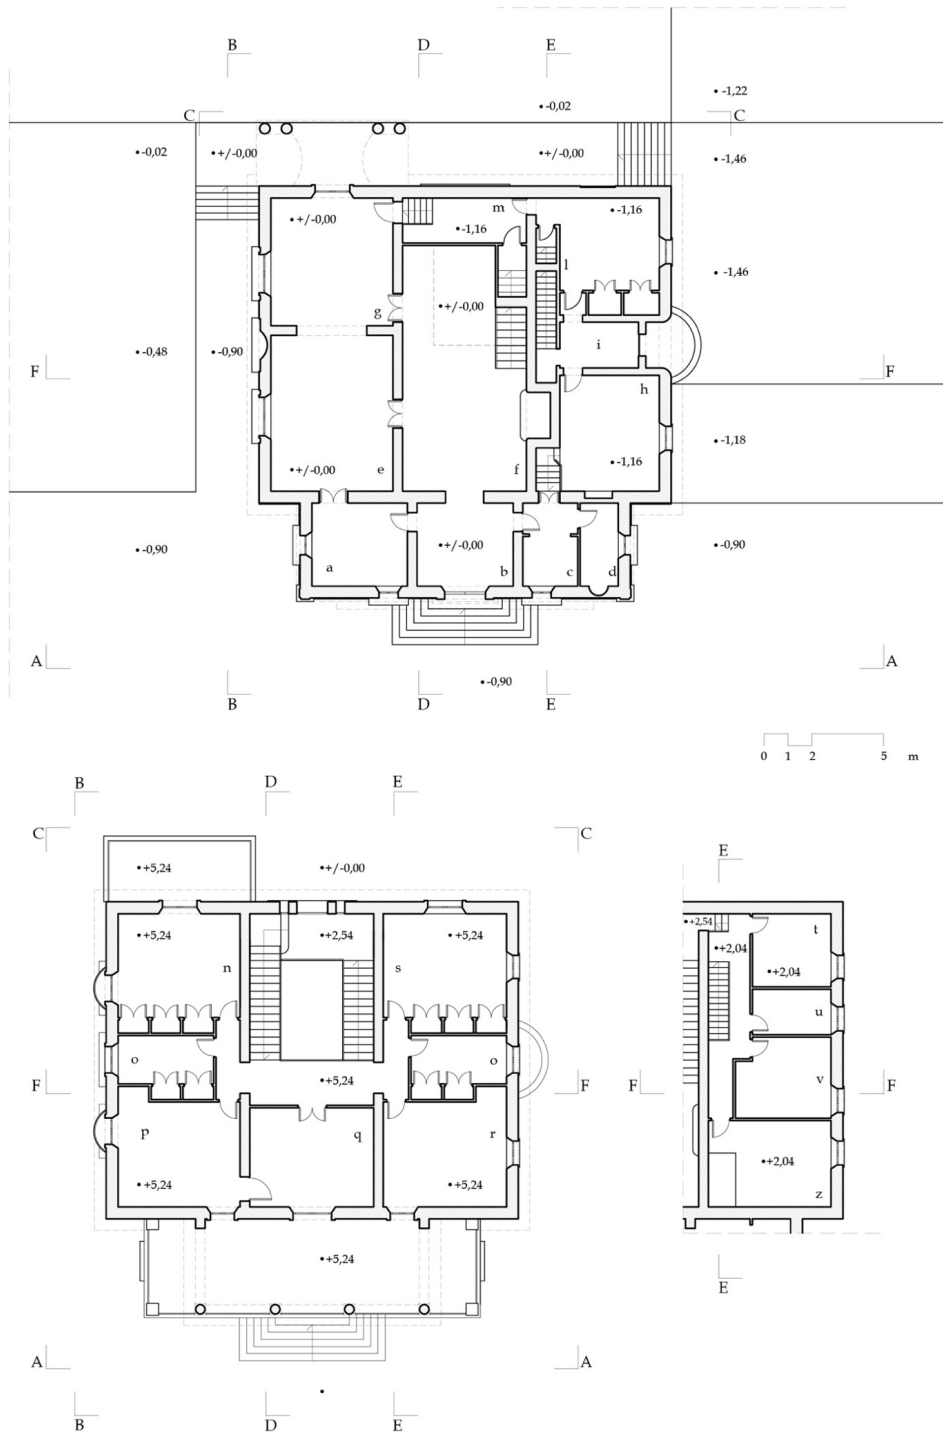 B D E
-1,22
-0,02
C C
-0,02 +/-0,00 +/-0,00 -1,46
m -1,16
+/-0,00 -1,16
l -1,46
+/-0,00
g
i
-0,48 -0,90
F F
h
-1,18
+/-0,00 e f -1,16
-0,90 +/-0,00 -0,90
a b c d
A A
-0,90
B D E
0 1 2 5 m
B D E
C C
E
+5,24 +/-0,00
+2,54 t
+5,24 +2,54 +5,24
+2,04
n s +2,04
u
o o
+5,24 v
F F F F
p q r
+2,04
+5,24 +5,24 z
+5,24
E
A A
B D E